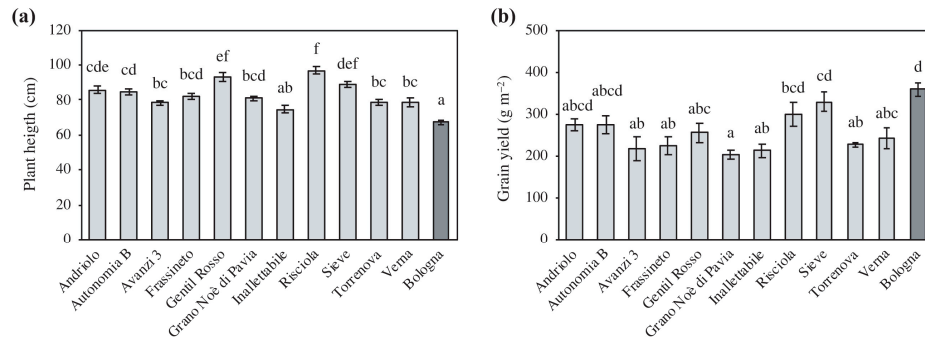 (a)
120
100
80
60
40
20
0
Plant heigth (cm)
cde
cd
bc
bcd
ef
bcd
ab
f
def
bc
bc
a
Andriolo
Autonomia B
Avanzi 3
Frassineto
Gentil Rosso
Grano Noè di Pavia
Inallettabile
Risciola
Sieve
Torrenova
Verna
Bologna
(b)
500
400
300
200
100
0
Grain yield (g m⁻²)
abcd
abcd
ab
ab
abc
a
ab
bcd
cd
ab
abc
d
Andriolo
Autonomia B
Avanzi 3
Frassineto
Gentil Rosso
Grano Noè di Pavia
Inallettabile
Risciola
Sieve
Torrenova
Verna
Bologna